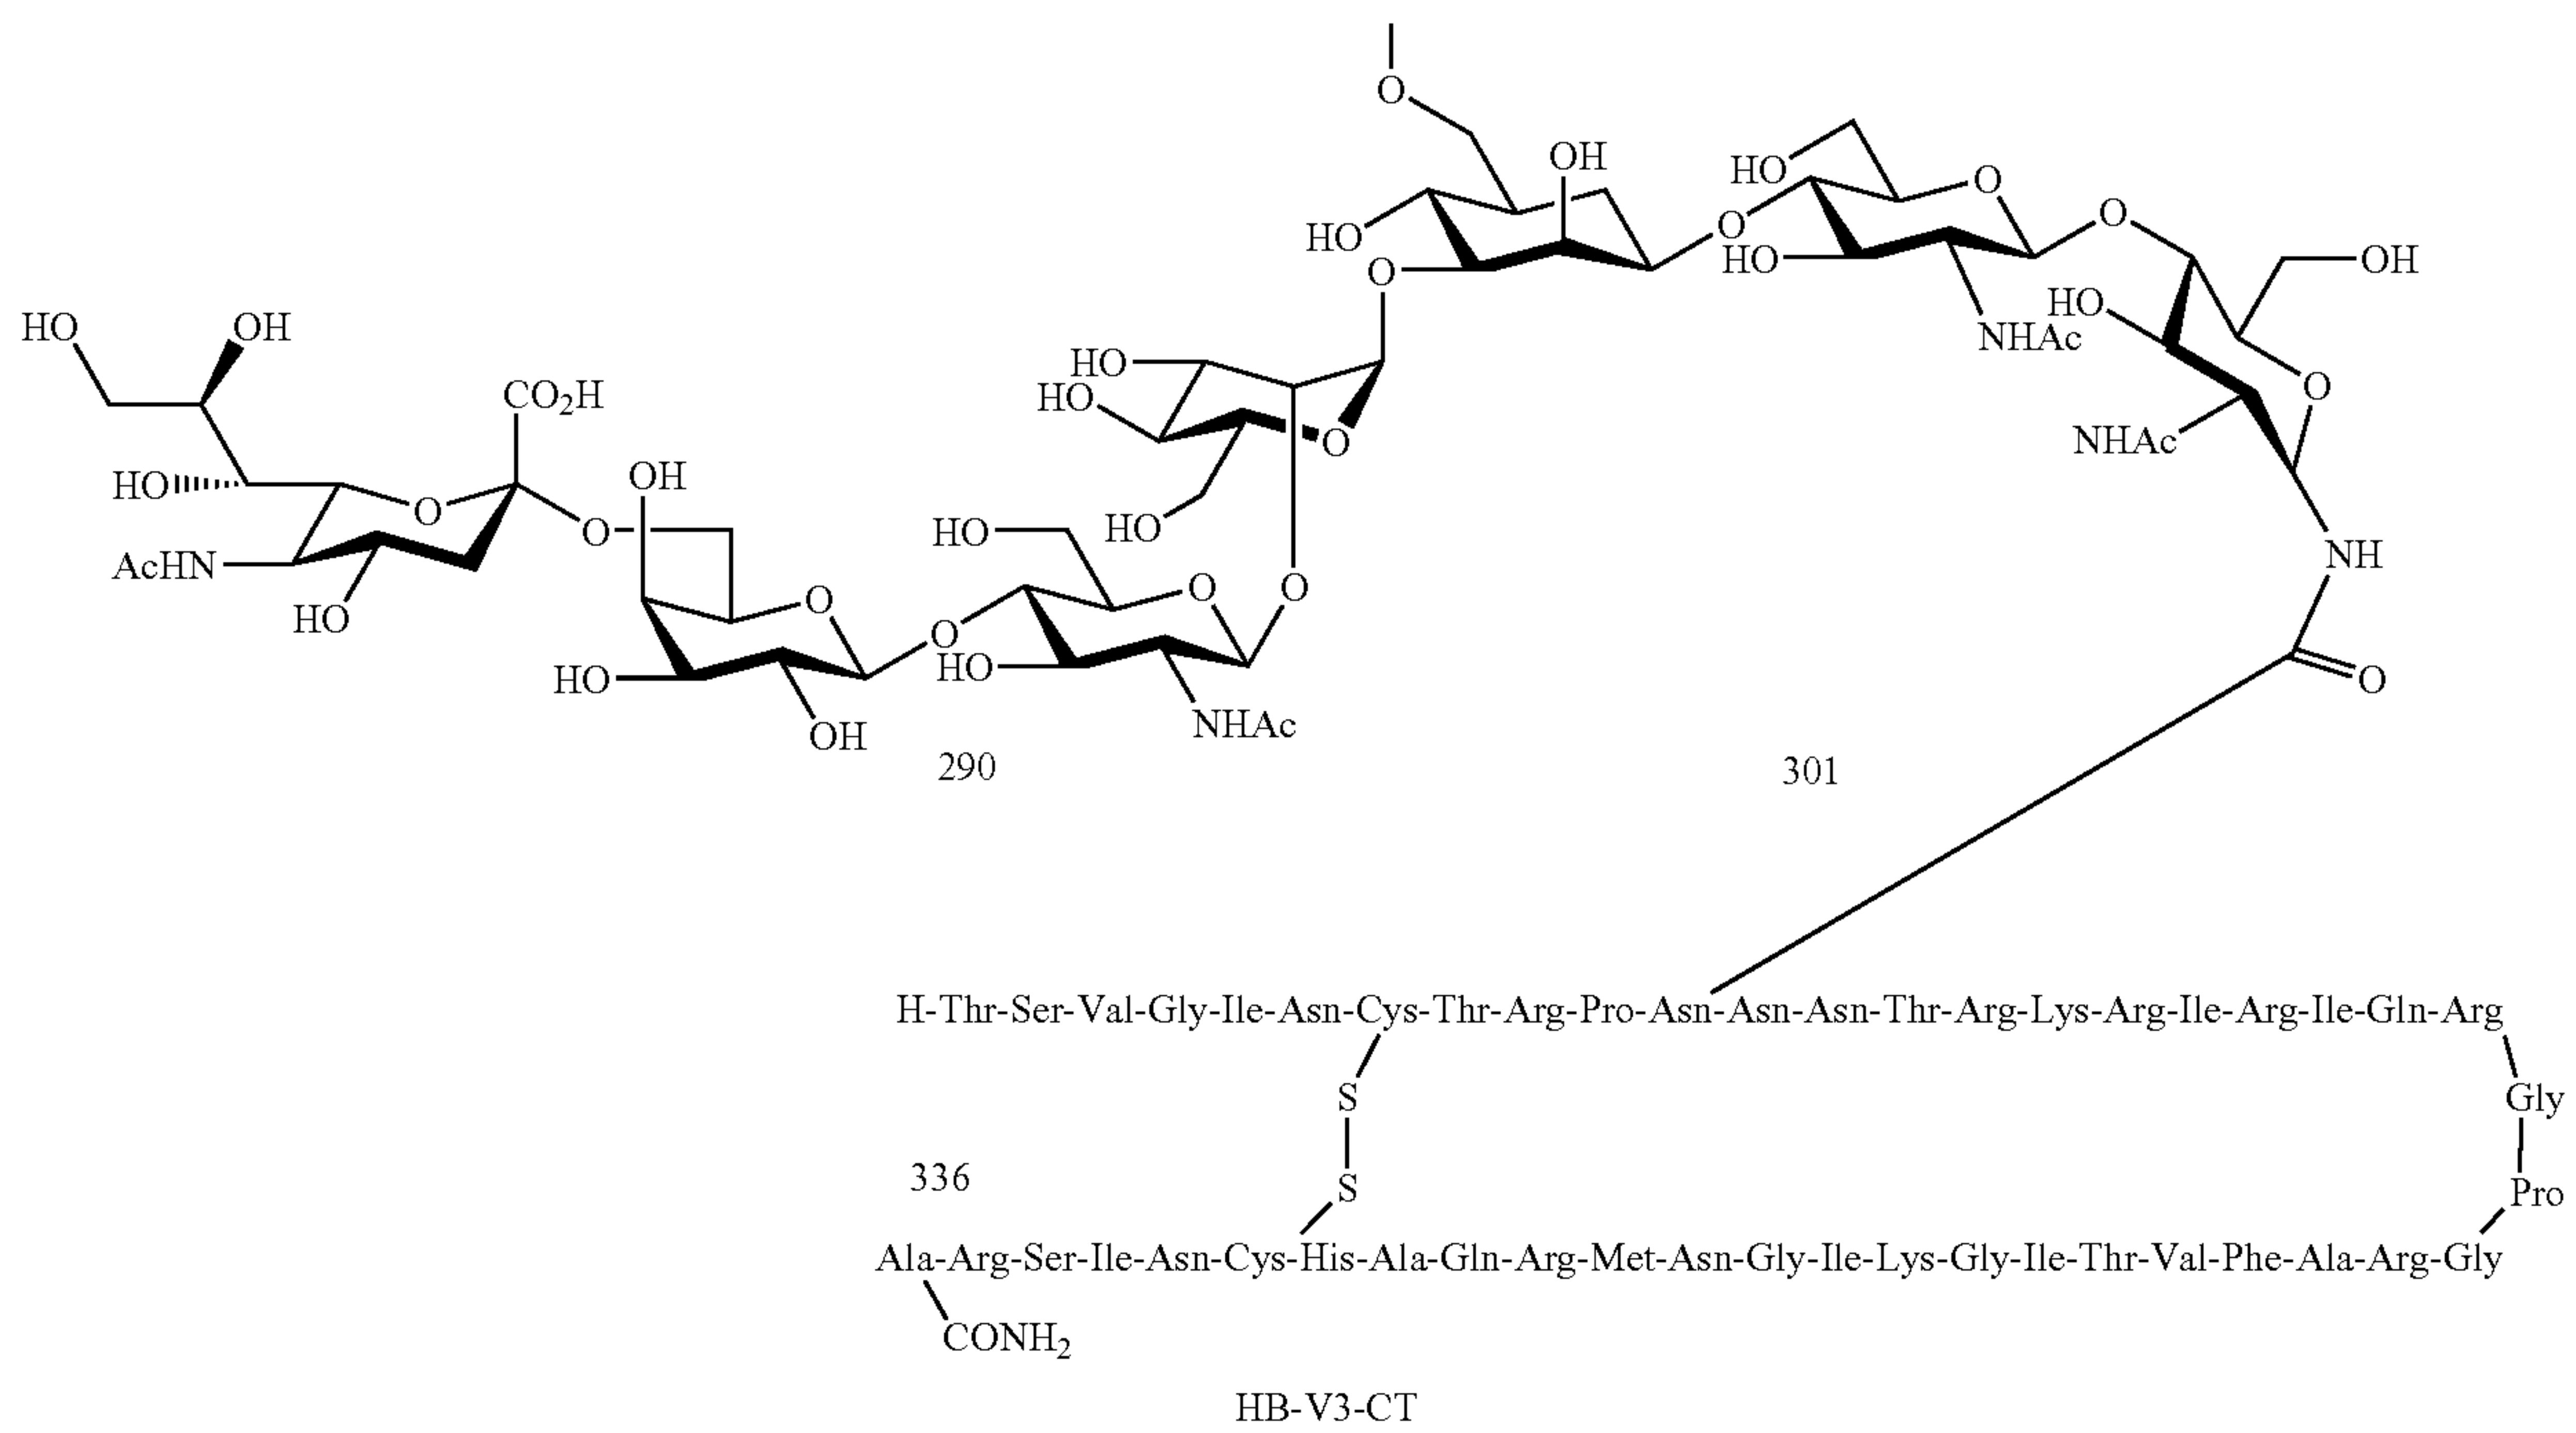 O
OH
HO
O
HO
O
HO
O
O
HO
OH
HO
NHAc
HO
OH
HO
HO
O
CO2H
NHAc
O
HO
OH
HO
O
O
HO
HO
NH
AcHN
O
O
O
HO
O
HO
HO
O
NHAc
OH
290
301
H-Thr-Ser-Val-Gly-Ile-Asn-Cys-Thr-Arg-Pro-Asn-Asn-Asn-Thr-Arg-Lys-Arg-Ile-Arg-Ile-Gln-Arg
S
Gly
336
S
Pro
Ala-Arg-Ser-Ile-Asn-Cys-His-Ala-Gln-Arg-Met-Asn-Gly-Ile-Lys-Gly-Ile-Thr-Val-Phe-Ala-Arg-Gly
CONH2
HB-V3-CT